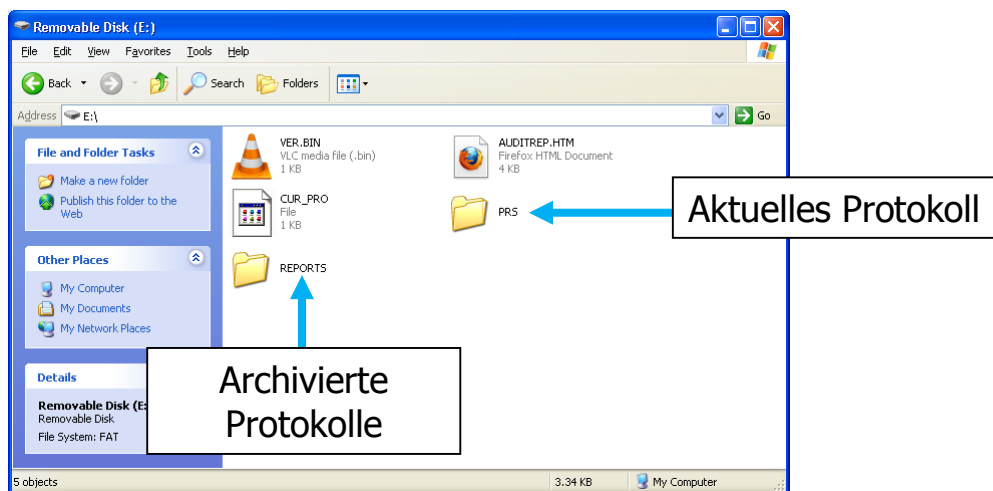 Removable Disk (E:)
File Edit View Favorites Tools Help
Back Search Folders
Address E:\ Go
File and Folder Tasks
Make a new folder
Publish this folder to the
Web
Other Places
My Computer
My Documents
My Network Places
Details
Removable Disk (E:
Removable Disk
File System: FAT
VER.BIN
VLC media file (.bin)
1 KB
AUDITREP.HTM
Firefox HTML Document
4 KB
CUR_PRO
File
1 KB
PRS
REPORTS
Aktuelles Protokoll
Archivierte
Protokolle
5 objects 3.34 KB My Computer